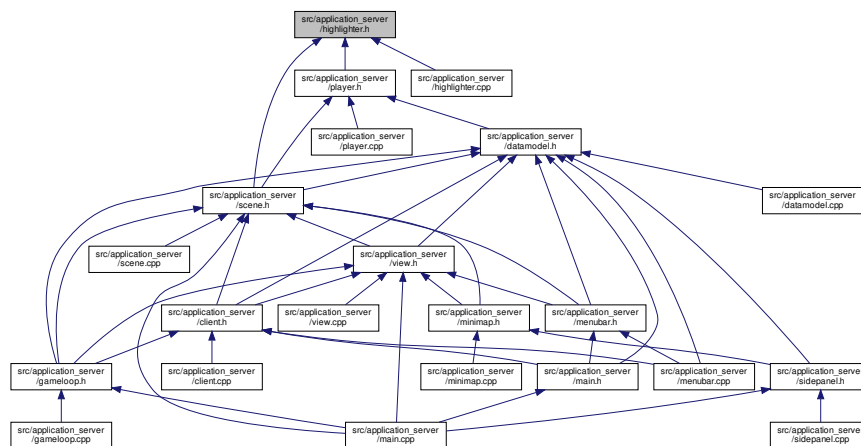 src/application_server
/highlighter.h
src/application_server
/player.h
src/application_server
/highlighter.cpp
src/application_server
/player.cpp
src/application_server
/datamodel.h
src/application_server
/scene.h
src/application_server
/datamodel.cpp
src/application_server
/scene.cpp
src/application_server
/view.h
src/application_server
/client.h
src/application_server
/view.cpp
src/application_server
/minimap.h
src/application_server
/menubar.h
src/application_server
/gameloop.h
src/application_server
/client.cpp
src/application_server
/minimap.cpp
src/application_server
/main.h
src/application_server
/menubar.cpp
src/application_server
/sidepanel.h
src/application_server
/gameloop.cpp
src/application_server
/main.cpp
src/application_server
/sidepanel.cpp